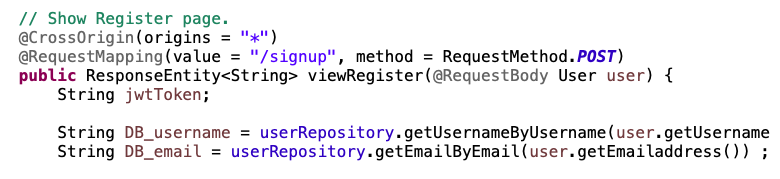 // Show Register page.
@CrossOrigin(origins = "*")
@RequestMapping(value = "/signup", method = RequestMethod.POST)
public ResponseEntity<String> viewRegister(@RequestBody User user) {
String jwtToken;
String DB_username = userRepository.getUsernameByUsername(user.getUsername
String DB_email = userRepository.getEmailByEmail(user.getEmailaddress()) ;